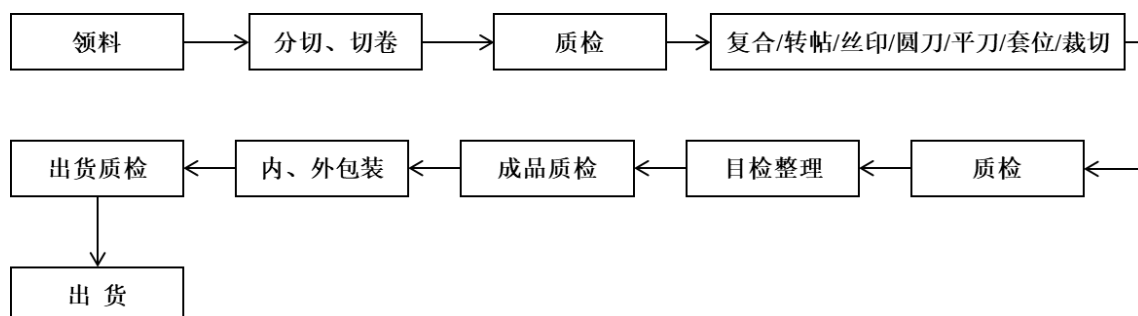 领料
分切、切卷
质检
复合/转帖/丝印/圆刀/平刀/套位/裁切
质检
目检整理
成品质检
内、外包装
出货质检
出 货